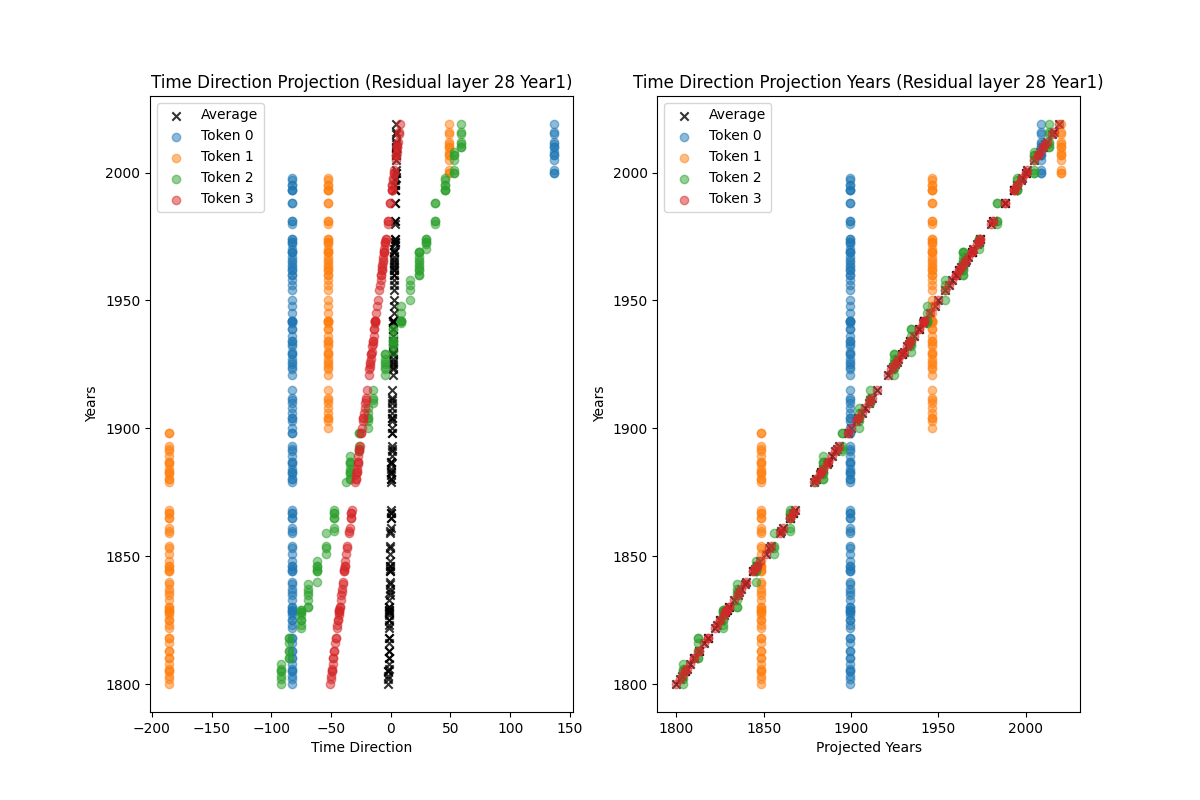 Time Direction Projection (Residual layer 28 Year1)
Average
Token 0
Token 1
Token 2
Token 3
2000
1950
1900
1850
1800
Years
−200 −150 −100 −50 0 50 100 150
Time Direction
Time Direction Projection Years (Residual layer 28 Year1)
Average
Token 0
Token 1
Token 2
Token 3
2000
1950
1900
1850
1800
Years
1800 1850 1900 1950 2000
Projected Years